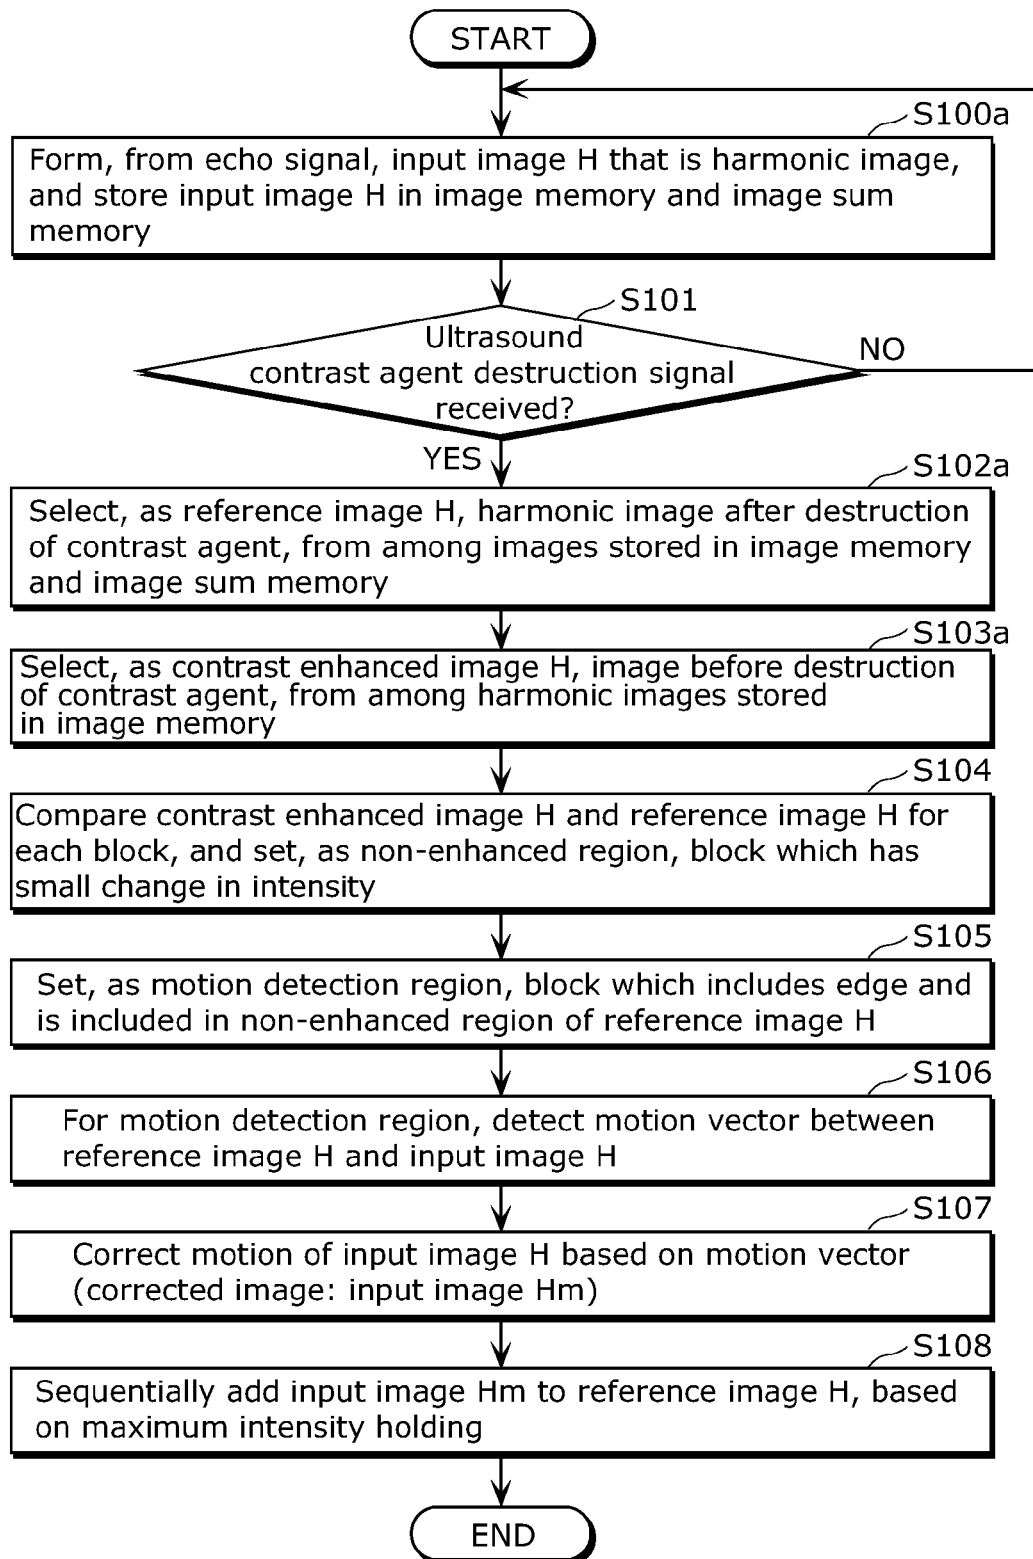 START
S100a
Form, from echo signal, input image H that is harmonic image,
and store input image H in image memory and image sum
memory
S101
Ultrasound
contrast agent destruction signal
received?
NO
YES
S102a
Select, as reference image H, harmonic image after destruction
of contrast agent, from among images stored in image memory
and image sum memory
S103a
Select, as contrast enhanced image H, image before destruction
of contrast agent, from among harmonic images stored
in image memory
S104
Compare contrast enhanced image H and reference image H for
each block, and set, as non-enhanced region, block which has
small change in intensity
S105
Set, as motion detection region, block which includes edge and
is included in non-enhanced region of reference image H
S106
For motion detection region, detect motion vector between
reference image H and input image H
S107
Correct motion of input image H based on motion vector
(corrected image: input image Hm)
S108
Sequentially add input image Hm to reference image H, based
on maximum intensity holding
END